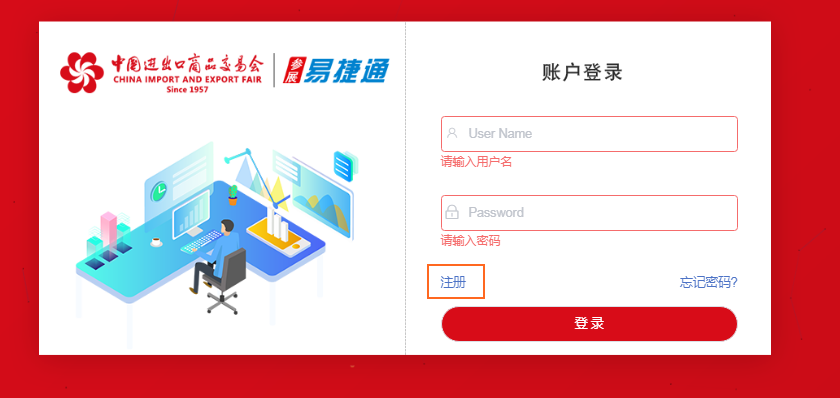 中国进出口商品交易会
CHINA IMPORT AND EXPORT FAIR
Since 1957
参展
易捷通
账户登录
User Name
请输入用户名
Password
请输入密码
注册
忘记密码?
登录